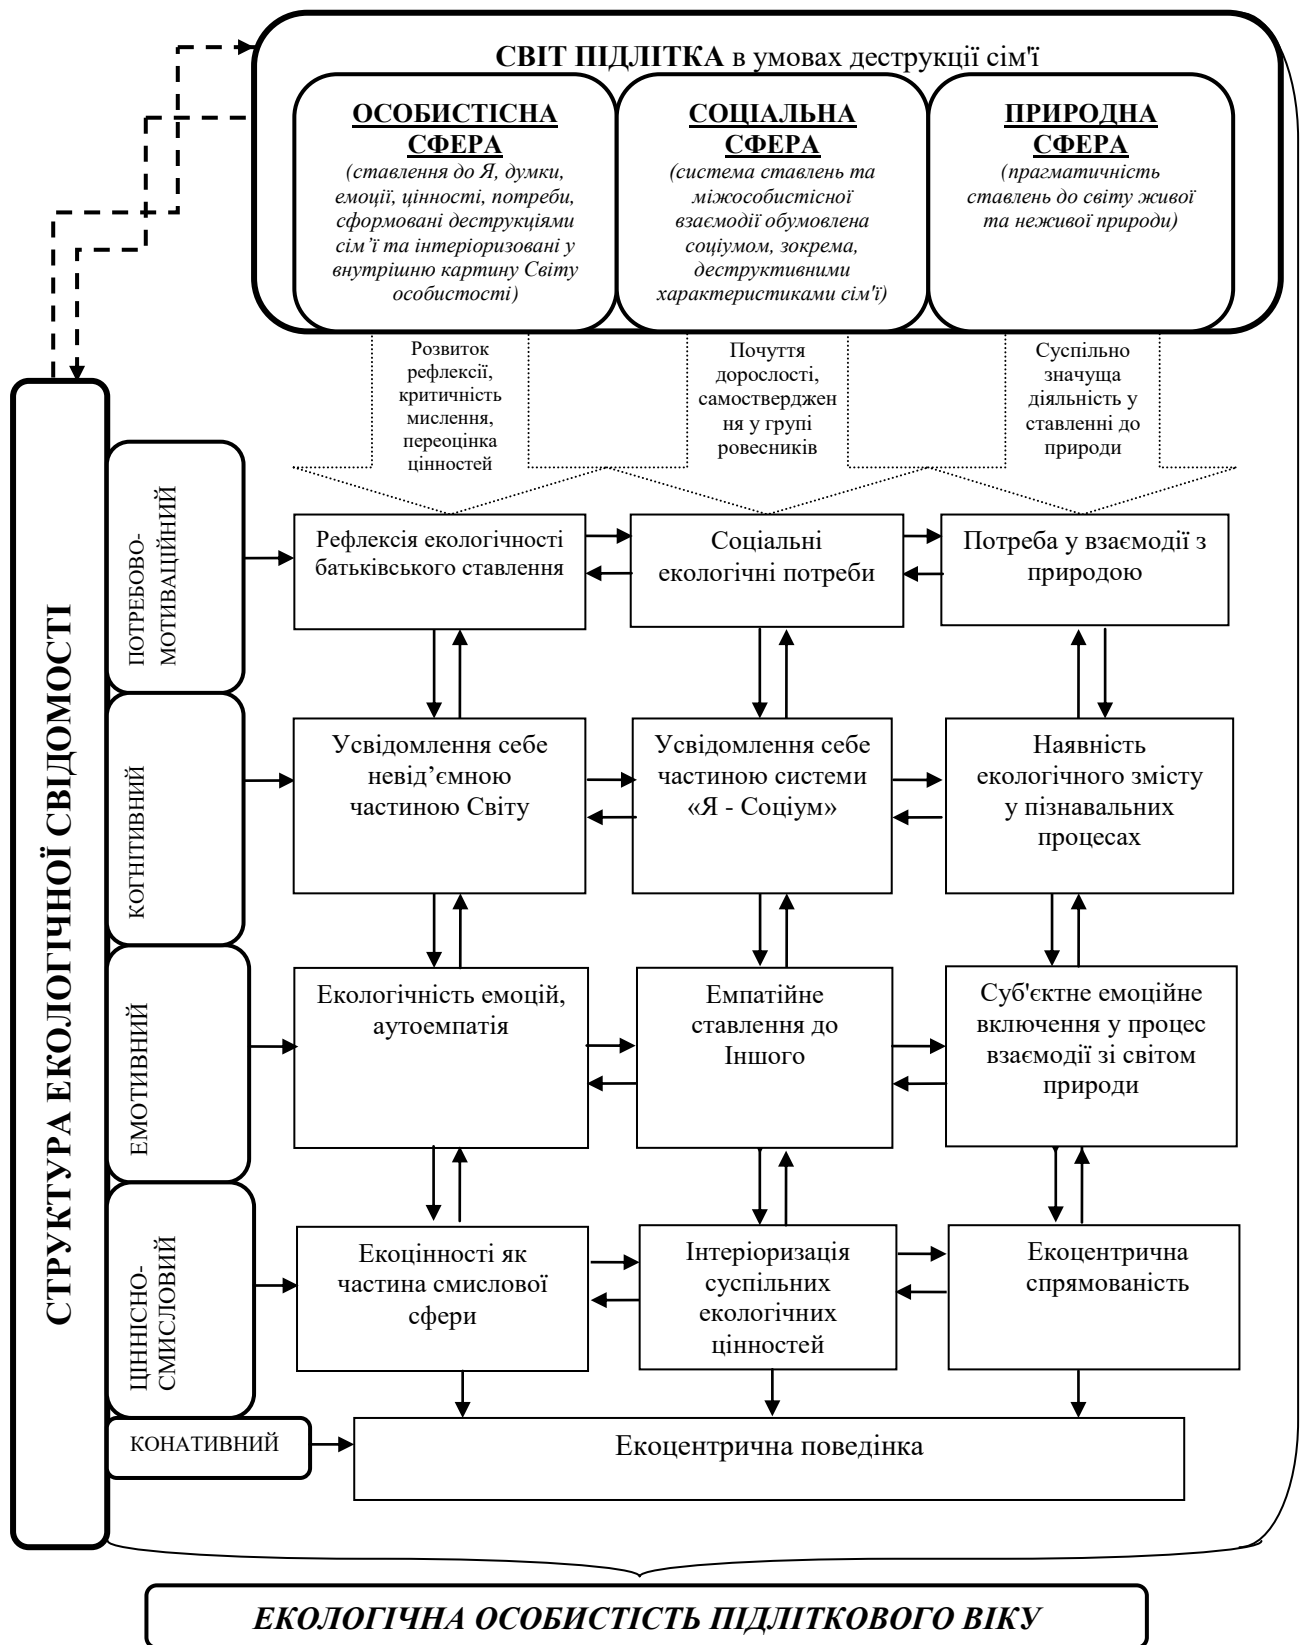 СВІТ ПІДЛІТКА в умовах деструкції сім'ї
ОСОБИСТІСНА
СФЕРА
(ставлення до Я, думки,
емоції, цінності, потреби,
сформовані деструкціями
сім’ї та інтеріоризовані у
внутрішню картину Світу
особистості)
СОЦІАЛЬНА
СФЕРА
(система ставлень та
міжособистісної
взаємодії обумовлена
соціумом, зокрема,
деструктивними
характеристиками сім'ї)
ПРИРОДНА
СФЕРА
(прагматичність
ставлень до світу живої
та неживої природи)
Розвиток
рефлексії,
критичність
мислення,
переоцінка
цінностей
Почуття
дорослості,
самостверджен
ня у групі
ровесників
Суспільно
значуща
діяльність у
ставленні до
природи
СТРУКТУРА ЕКОЛОГІЧНОЇ СВІДОМОСТІ
ПОТРЕБОВО-
МОТИВАЦІЙНИЙ
Рефлексія екологічності
батьківського ставлення
Соціальні
екологічні потреби
Потреба у взаємодії з
природою
КОГНІТИВНИЙ
Усвідомлення себе
невід’ємною
частиною Світу
Усвідомлення себе
частиною системи
«Я - Соціум»
Наявність
екологічного змісту
у пізнавальних
процесах
ЕМОТИВНИЙ
Екологічність емоцій,
аутоемпатія
Емпатійне
ставлення до
Іншого
Суб'єктне емоційне
включення у процес
взаємодії зі світом
природи
ЦІННІСНО-
СМИСЛОВИЙ
Екоцінності як
частина смислової
сфери
Інтеріоризація
суспільних
екологічних
цінностей
Екоцентрична
спрямованість
КОНАТИВНИЙ
Екоцентрична поведінка
ЕКОЛОГІЧНА ОСОБИСТІСТЬ ПІДЛІТКОВОГО ВІКУ